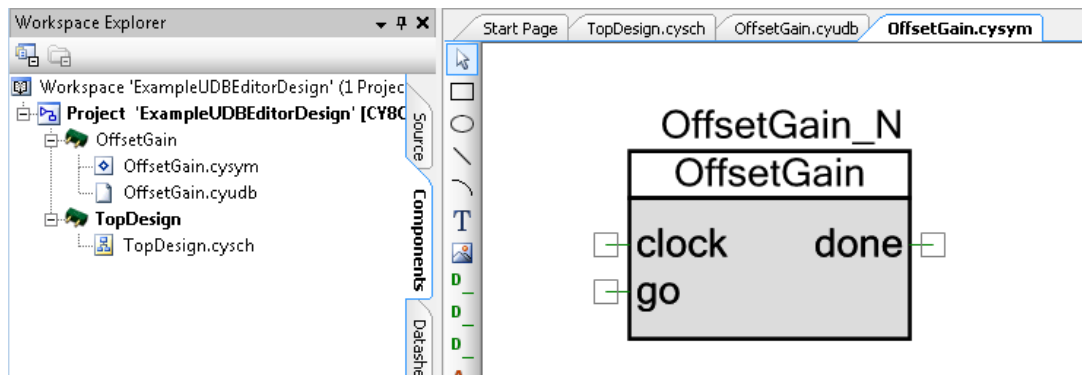 Workspace Explorer
Start Page
TopDesign.cysch
OffsetGain.cyudb
OffsetGain.cysym
Workspace 'ExampleUDBEditorDesign' (1 Projec
Project 'ExampleUDBEditorDesign' [CY8C
OffsetGain
OffsetGain.cysym
OffsetGain.cyudb
TopDesign
TopDesign.cysch
Source
Components
Datashe
T
D
D
D
OffsetGain_N
OffsetGain
clock done
go